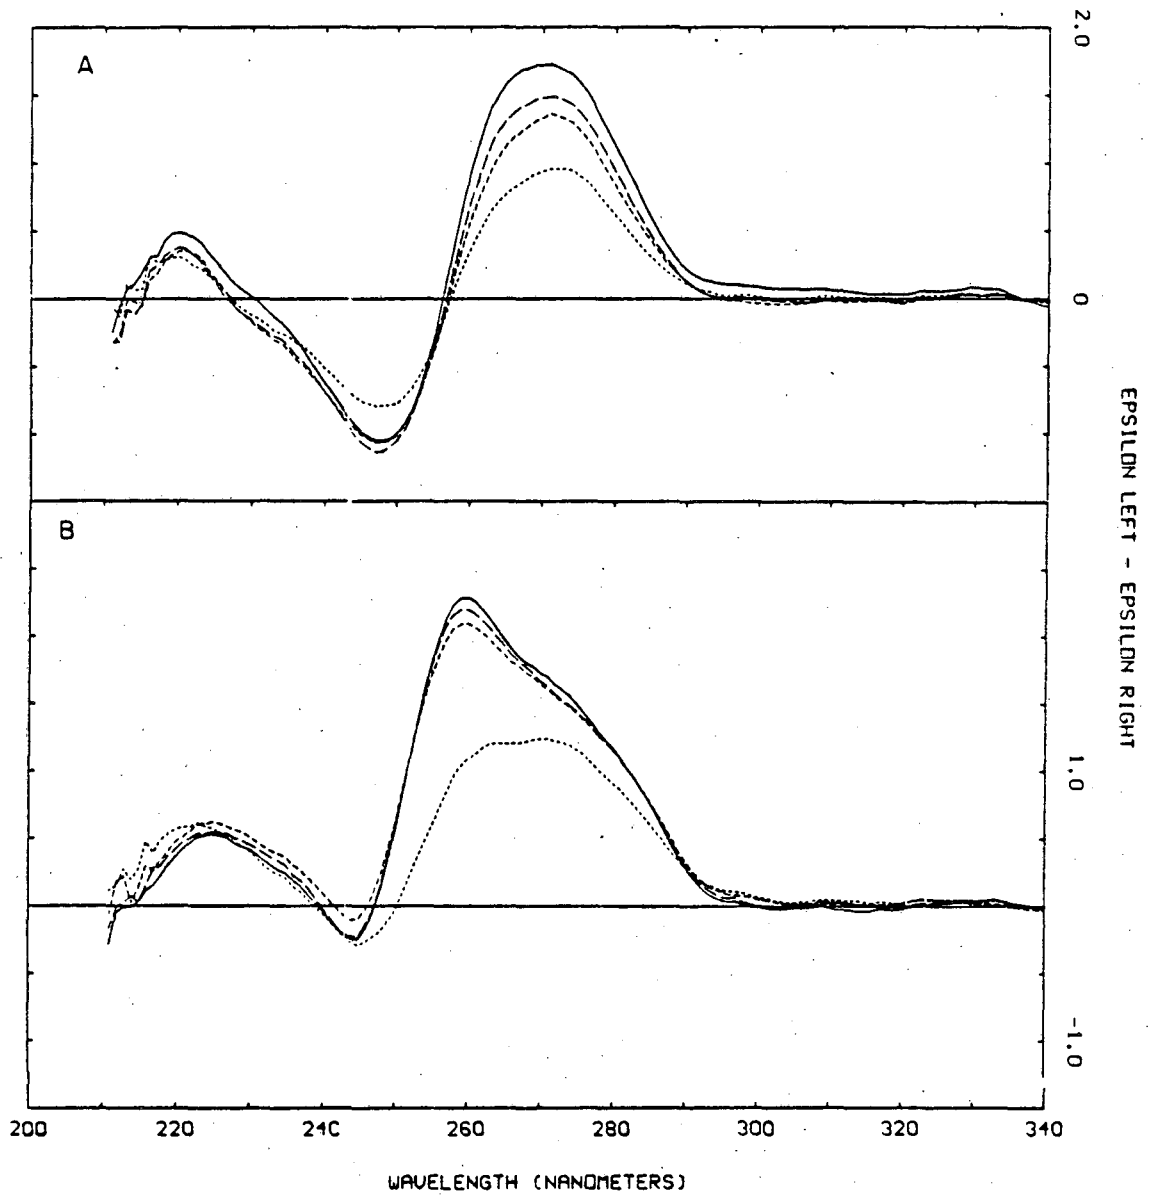 A
2.0
0
B
1.0
-1.0
EPSILON LEFT - EPSILON RIGHT
200 220 24C 260 280 300 320 340
WAVELENGTH (NANOMETERS)